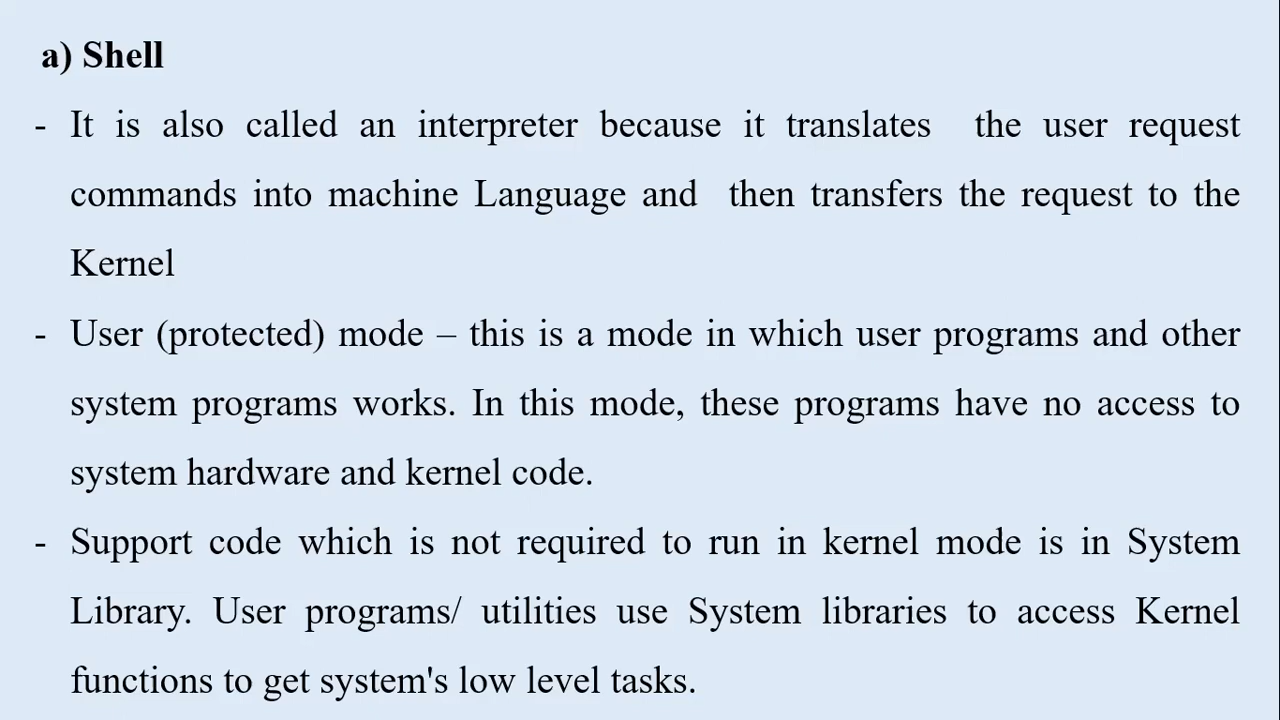 a) Shell
- It is also called an interpreter because it translates the user request
commands into machine Language and then transfers the request to the
Kernel
- User (protected) mode – this is a mode in which user programs and other
system programs works. In this mode, these programs have no access to
system hardware and kernel code.
- Support code which is not required to run in kernel mode is in System
Library. User programs/ utilities use System libraries to access Kernel
functions to get system's low level tasks.